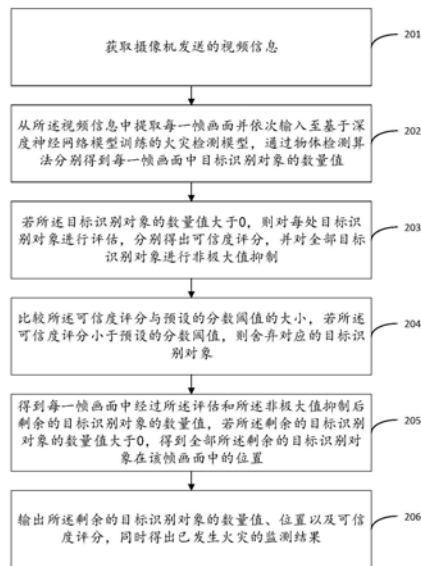 获取摄像机发送的视频信息
201
从所述视频信息中提取每一帧画面并依次输入至基于深
度神经网络模型训练的火灾检测模型，通过物体检测算
法分别得到每一帧画面中目标识别对象的数量值
202
若所述目标识别对象的数量值大于0，则对每处目标识
别对象进行评估，分别得出可信度评分，并对全部目标
识别对象进行非极大值抑制
203
比较所述可信度评分与预设的分数阈值的大小，若所述
可信度评分小于预设的分数阈值，则舍弃对应的目标识
别对象
204
得到每一帧画面中经过所述评估和所述非极大值抑制后
剩余的目标识别对象的数量值，若所述剩余的目标识别
对象的数量值大于0，得到全部所述剩余的目标识别对
象在该帧画面中的位置
205
输出所述剩余的目标识别对象的数量值、位置以及可信
度评分，同时得出已发生火灾的监测结果
206